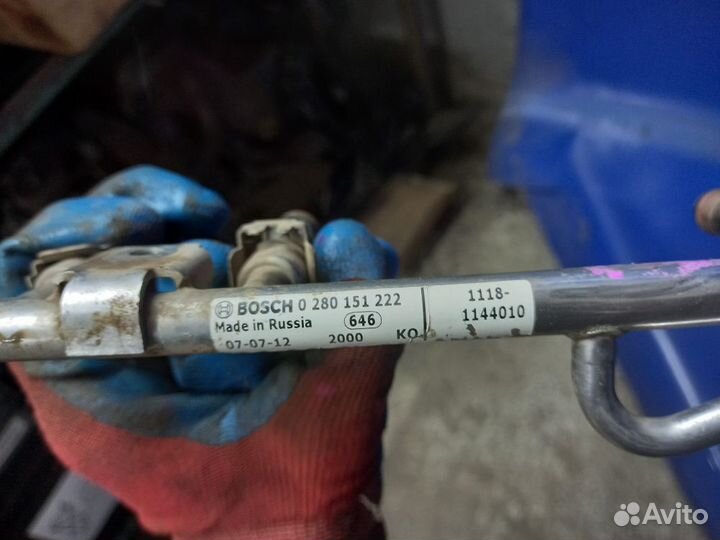 BOSCH 0 280 151 222
Made in Russia 646
07-07-12 2000 KO
1118-
1144010
Avito